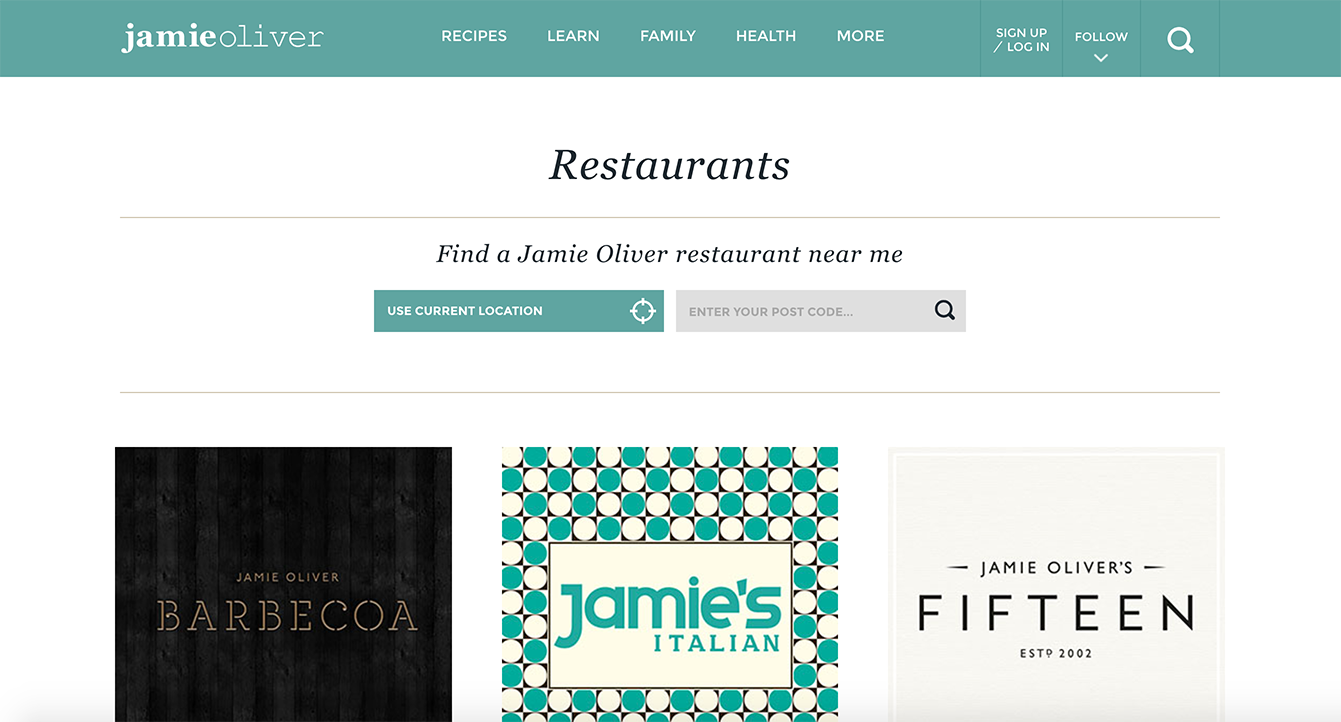 jamieoliver
RECIPES LEARN FAMILY HEALTH MORE
SIGN UP
/ LOG IN
FOLLOW
Restaurants
Find a Jamie Oliver restaurant near me
USE CURRENT LOCATION
ENTER YOUR POST CODE...
JAMIE OLIVER
BARBECOA
Jamie's
ITALIAN
JAMIE OLIVER'S
FIFTEEN
ESTD 2002